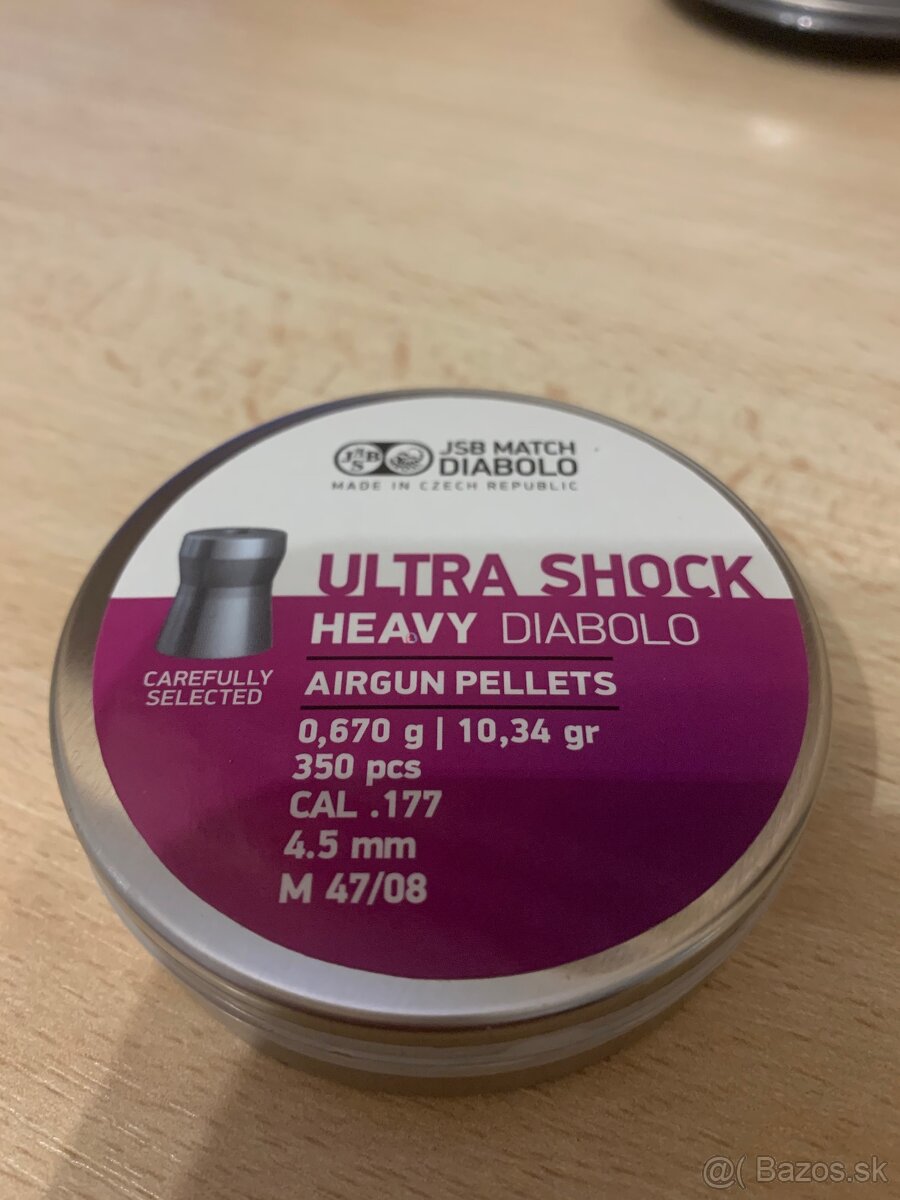 JSB
JSB MATCH
DIABOLO
MADE IN CZECH REPUBLIC
ULTRA SHOCK
HEAVY DIABOLO
CAREFULLY
SELECTED
AIRGUN PELLETS
0,670 g | 10,34 gr
350 pcs
CAL .177
4.5 mm
M 47/08
@( Bazos.sk